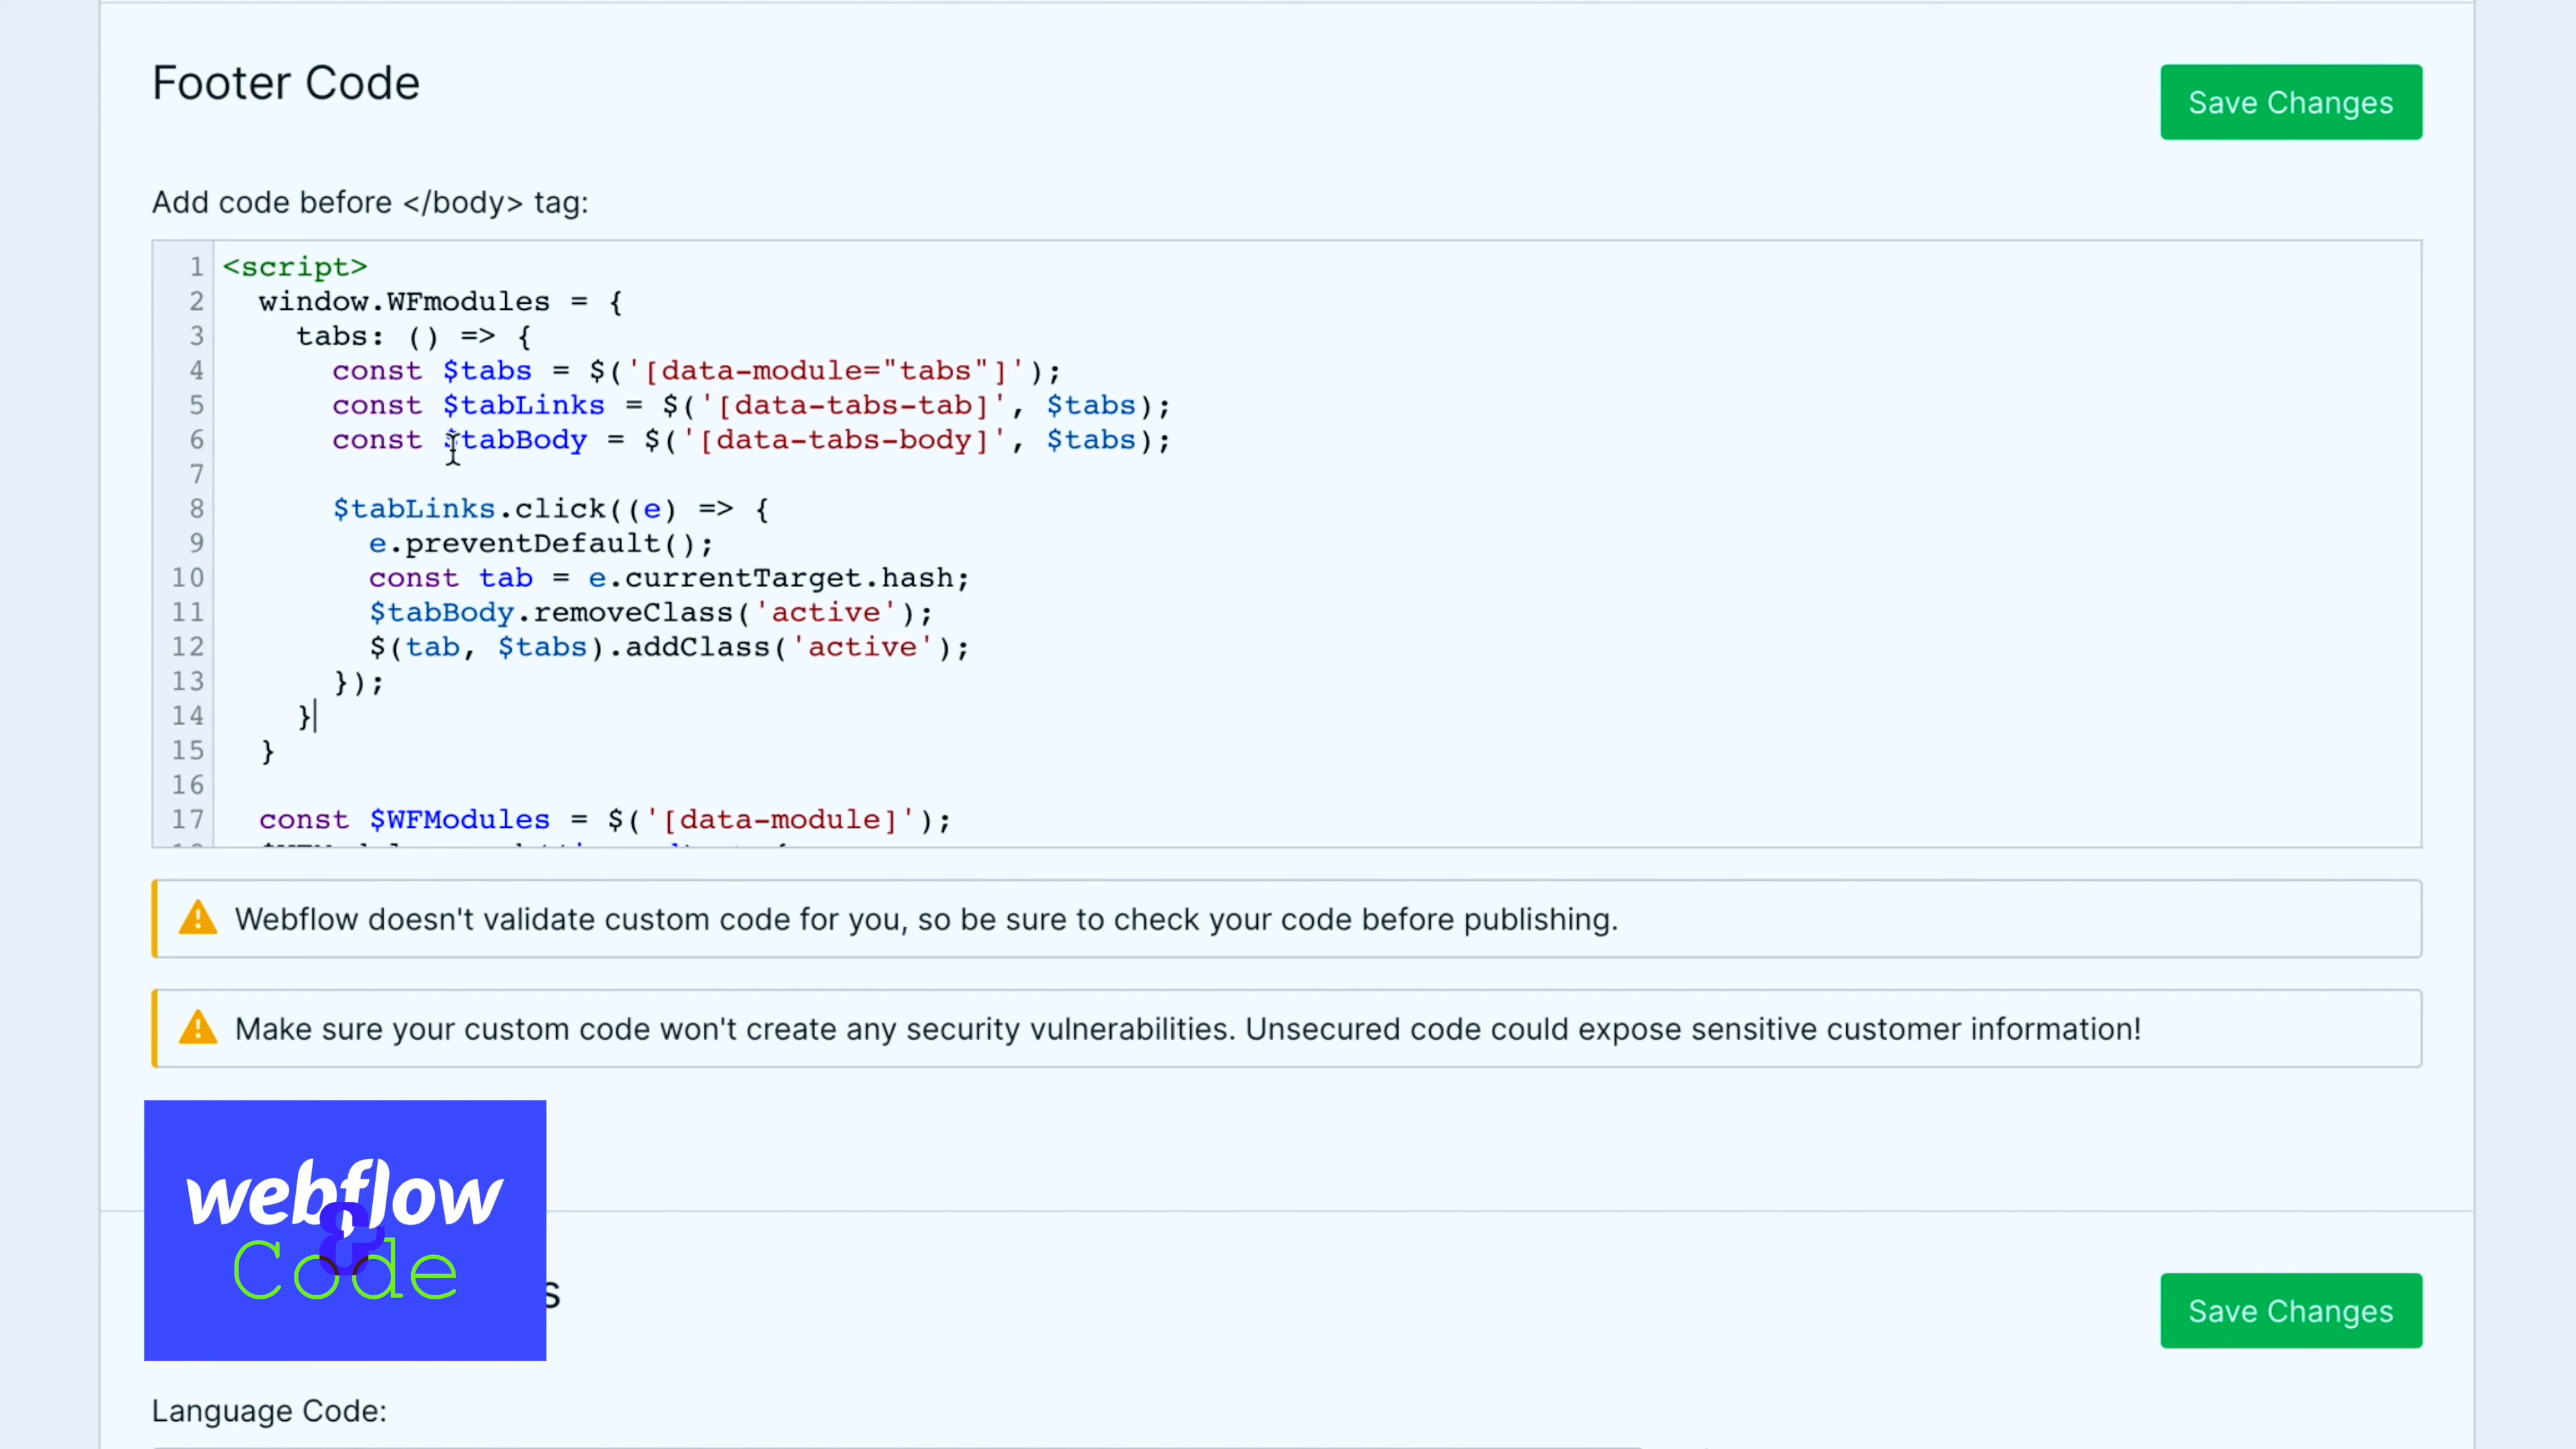 Footer Code
Save Changes
Add code before </body> tag:
1 <script>
2 window.WFmodules = {
3 tabs: () => {
4 const $tabs = $('[data-module="tabs"]');
5 const $tabLinks = $('[data-tabs-tab]', $tabs);
6 const $tabBody = $('[data-tabs-body]', $tabs);
7
8 $tabLinks.click((e) => {
9 e.preventDefault();
10 const tab = e.currentTarget.hash;
11 $tabBody.removeClass('active');
12 $(tab, $tabs).addClass('active');
13 });
14 }
15 }
16
17 const $WFModules = $('[data-module]');
Webflow doesn't validate custom code for you, so be sure to check your code before publishing.
Make sure your custom code won't create any security vulnerabilities. Unsecured code could expose sensitive customer information!
webflow
&
Code
s
Save Changes
Language Code: